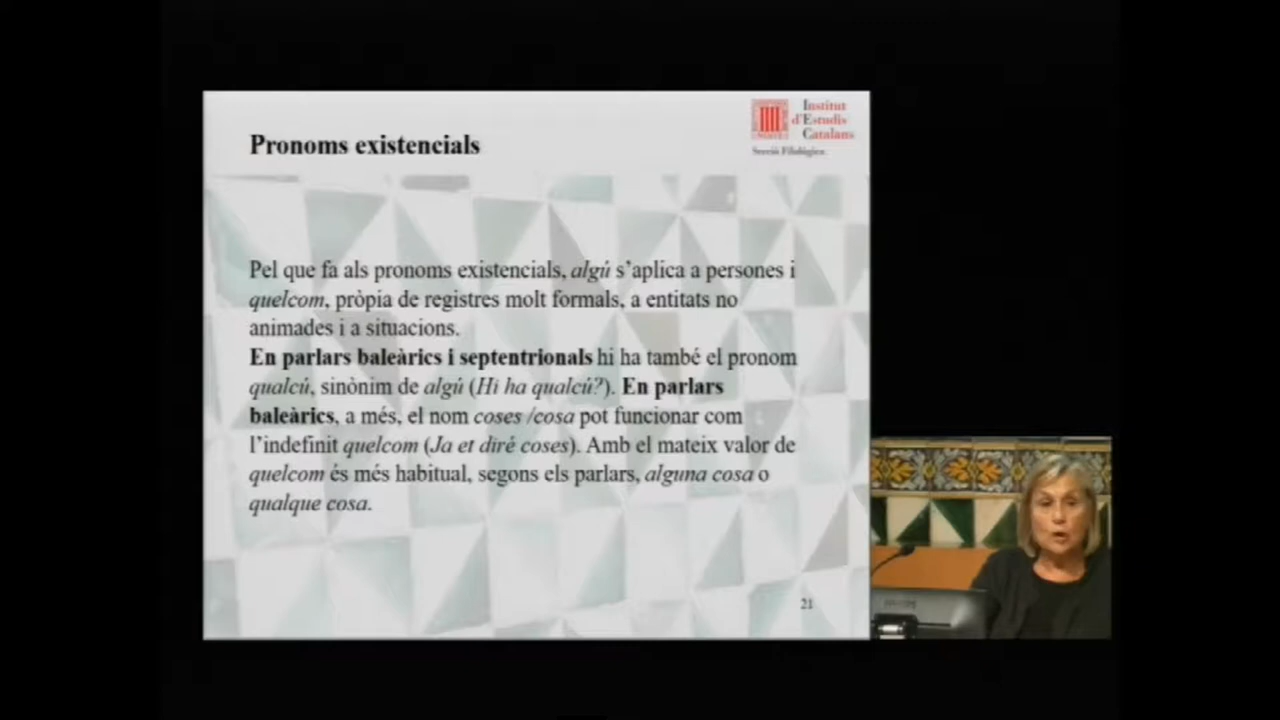 Pronoms existencials
Institut
d'Estudis
Catalans
Secció Filològica
Pel que fa als pronoms existencials, algú s'aplica a persones i
quelcom, pròpia de registres molt formals, a entitats no
animades i a situacions.
En parlars baleàrics i septentrionals hi ha també el pronom
qualcú, sinònim de algú (Hi ha qualcú?). En parlars
baleàrics, a més, el nom coses /cosa pot funcionar com
l'indefinit quelcom (Ja et diré coses). Amb el mateix valor de
quelcom és més habitual, segons els parlars, alguna cosa o
qualque cosa.
21